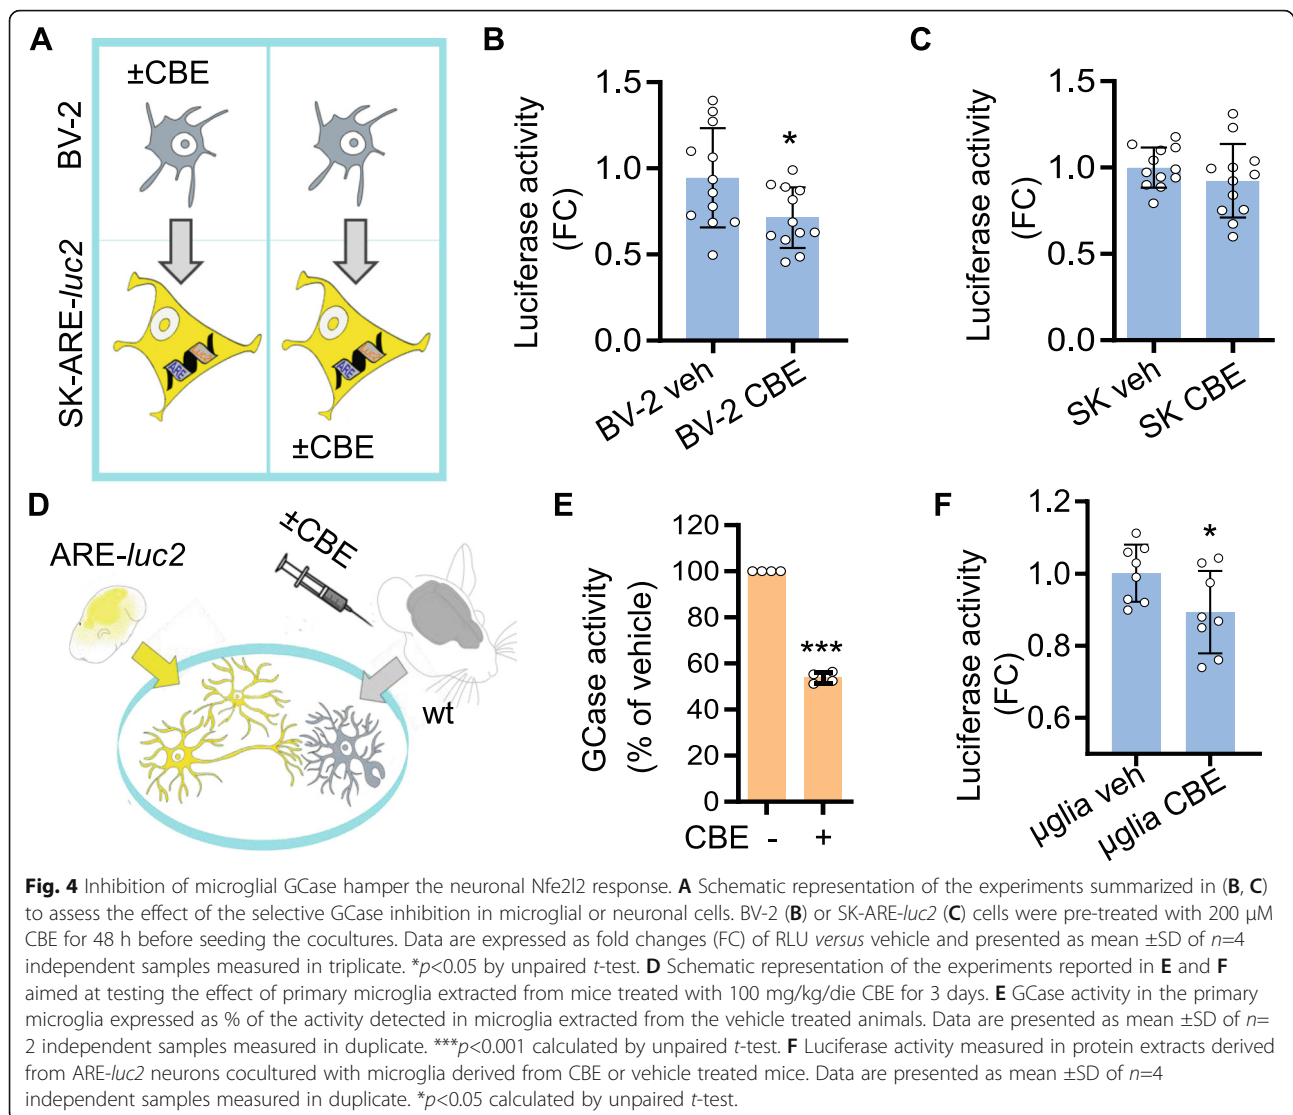 A
±CBE
BV-2
SK-ARE-luc2
ARE
luc2
ARE
luc2
±CBE
B
Luciferase activity
(FC)
1.5
1.0
0.5
0.0
*
BV-2 veh
BV-2 CBE
C
Luciferase activity
(FC)
1.5
1.0
0.5
0.0
SK veh
SK CBE
D
ARE-luc2
±CBE
wt
E
GCase activity
(% of vehicle)
120
100
80
60
40
20
0
***
CBE - +
F
Luciferase activity
(FC)
1.2
1.0
0.8
0.6
*
µglia veh
µglia CBE
Fig. 4 Inhibition of microglial GCase hamper the neuronal Nfe2l2 response. A Schematic representation of the experiments summarized in (B, C)
to assess the effect of the selective GCase inhibition in microglial or neuronal cells. BV-2 (B) or SK-ARE-luc2 (C) cells were pre-treated with 200 µM
CBE for 48 h before seeding the cocultures. Data are expressed as fold changes (FC) of RLU versus vehicle and presented as mean ±SD of n=4
independent samples measured in triplicate. *p<0.05 by unpaired t-test. D Schematic representation of the experiments reported in E and F
aimed at testing the effect of primary microglia extracted from mice treated with 100 mg/kg/die CBE for 3 days. E GCase activity in the primary
microglia expressed as % of the activity detected in microglia extracted from the vehicle treated animals. Data are presented as mean ±SD of n=
2 independent samples measured in duplicate. ***p<0.001 calculated by unpaired t-test. F Luciferase activity measured in protein extracts derived
from ARE-luc2 neurons cocultured with microglia derived from CBE or vehicle treated mice. Data are presented as mean ±SD of n=4
independent samples measured in duplicate. *p<0.05 calculated by unpaired t-test.